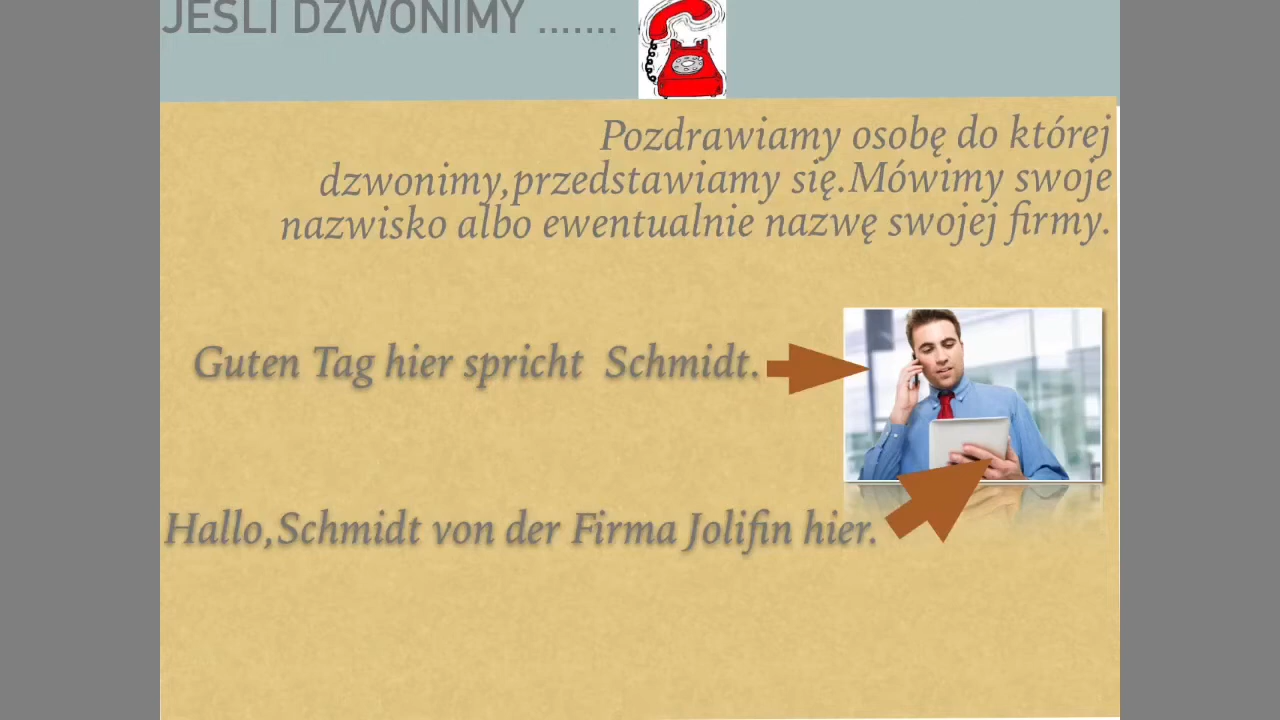 JEŚLI DZWONIMY .......
Pozdrawiamy osobę do której
dzwonimy,przedstawiamy się.Mówimy swoje
nazwisko albo ewentualnie nazwę swojej firmy.
Guten Tag hier spricht Schmidt.
Hallo,Schmidt von der Firma Jolifin hier.